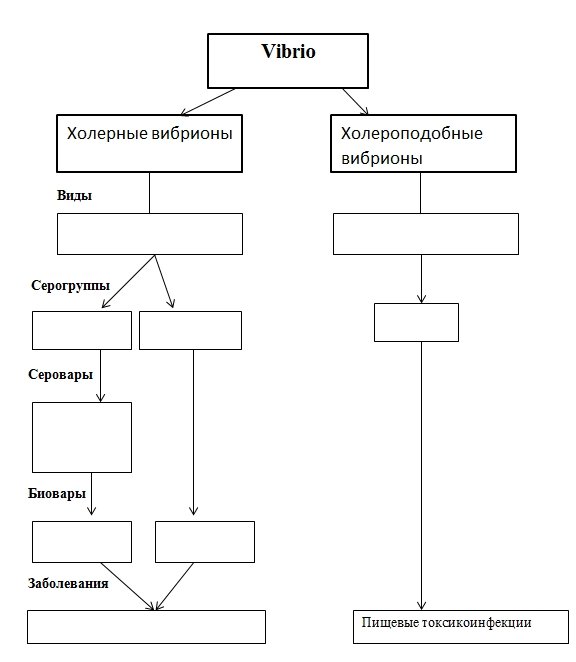 Vibrio
Холерные вибрионы
Холероподобные
вибрионы
Виды
Серогруппы
Серовары
Биовары
Заболевания
Пищевые токсикоинфекции